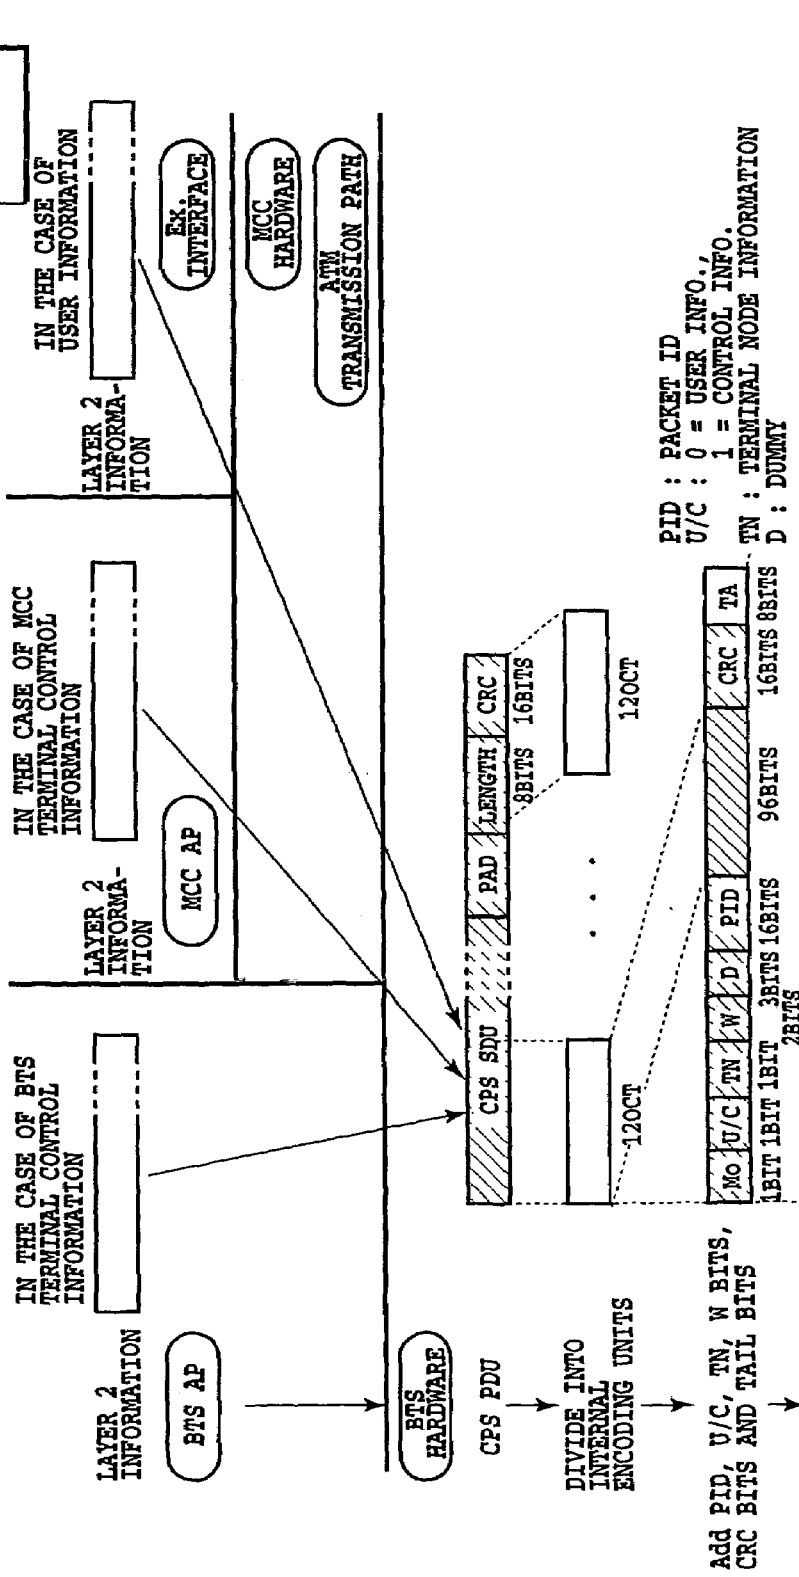 IN THE CASE OF BTS
TERMINAL CONTROL
INFORMATION
IN THE CASE OF MCC
TERMINAL CONTROL
INFORMATION
IN THE CASE OF
USER INFORMATION
LAYER 2
INFORMATION
LAYER 2
INFORMA-
TION
LAYER 2
INFORMA-
TION
BTS AP
MCC AP
Ex.
INTERFACE
MCC
HARDWARE
ATM
TRANSMISSION PATH
BTS
HARDWARE
CPS PDU
CPS SDU
PAD
LENGTH
CRC
8BITS
16BITS
DIVIDE INTO
INTERNAL
ENCODING UNITS
12OCT
. . .
12OCT
PID : PACKET ID
U/C : 0 = USER INFO.,
1 = CONTROL INFO.
TN : TERMINAL NODE INFORMATION
D : DUMMY
Add PID, U/C, TN, W BITS,
CRC BITS AND TAIL BITS
Mo U/C TN W D PID CRC TA
1BIT 1BIT 1BIT 3BITS 16BITS 96BITS 16BITS 8BITS
2BITS